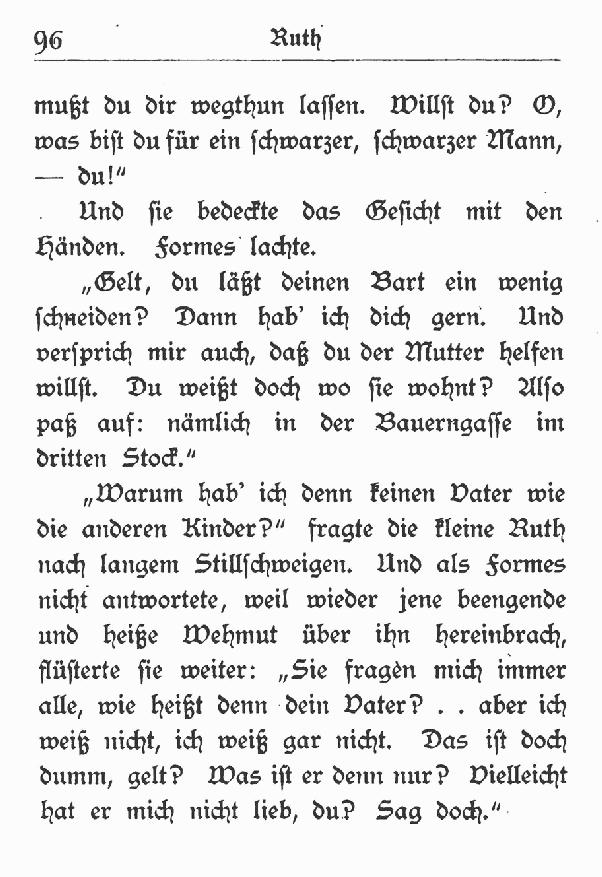 96 Ruth
mußt du dir wegthun lassen. Willst du? O,
was bist du für ein schwarzer, schwarzer Mann,
— du!"
Und sie bedeckte das Gesicht mit den
Händen. Formes lachte.
„Gelt, du läßt deinen Bart ein wenig
schneiden? Dann hab' ich dich gern. Und
versprich mir auch, daß du der Mutter helfen
willst. Du weißt doch wo sie wohnt? Also
paß auf: nämlich in der Bauerngasse im
dritten Stock."
„Warum hab' ich denn keinen Vater wie
die anderen Kinder?" fragte die kleine Ruth
nach langem Stillschweigen. Und als Formes
nicht antwortete, weil wieder jene beengende
und heiße Wehmut über ihn hereinbrach,
flüsterte sie weiter: „Sie fragen mich immer
alle, wie heißt denn dein Vater? . . aber ich
weiß nicht, ich weiß gar nicht. Das ist doch
dumm, gelt? Was ist er denn nur? Vielleicht
hat er mich nicht lieb, du? Sag doch."